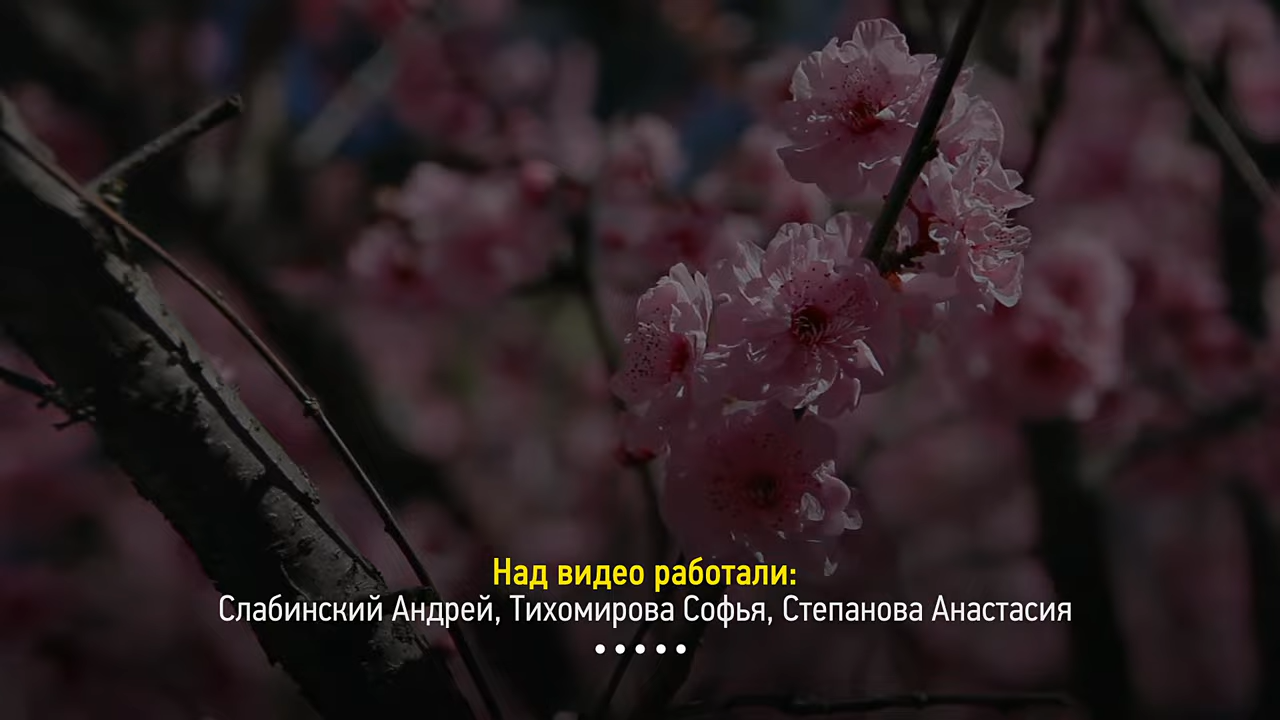 Над видео работали:
Слабинский Андрей, Тихомирова Софья, Степанова Анастасия